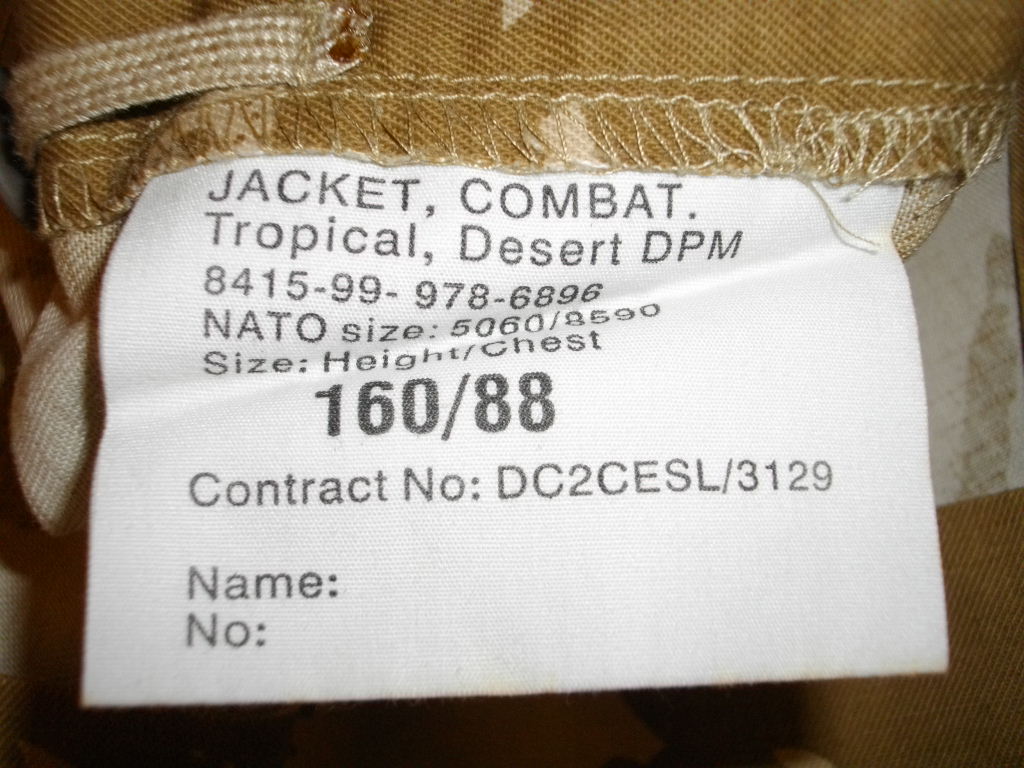 JACKET, COMBAT.
Tropical, Desert DPM
8415-99- 978-6896
NATO size: 5060/8590
Size: Height/Chest
160/88
Contract No: DC2CESL/3129
Name:
No: